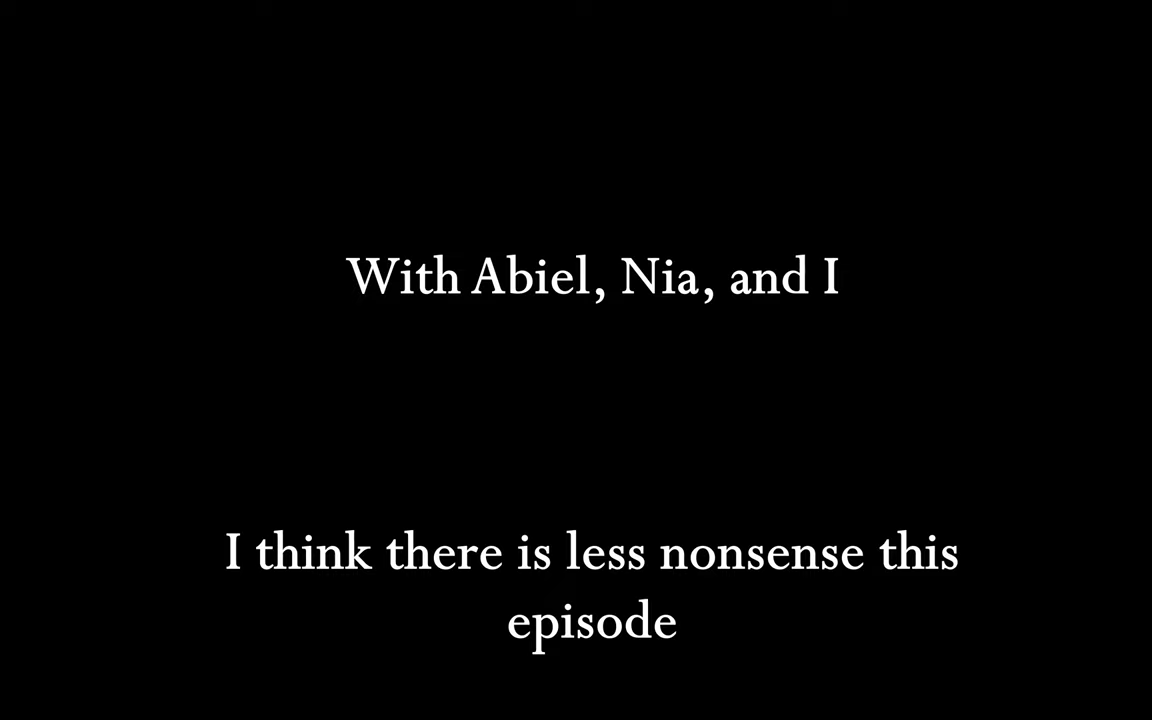 With Abiel, Nia, and I
I think there is less nonsense this
episode